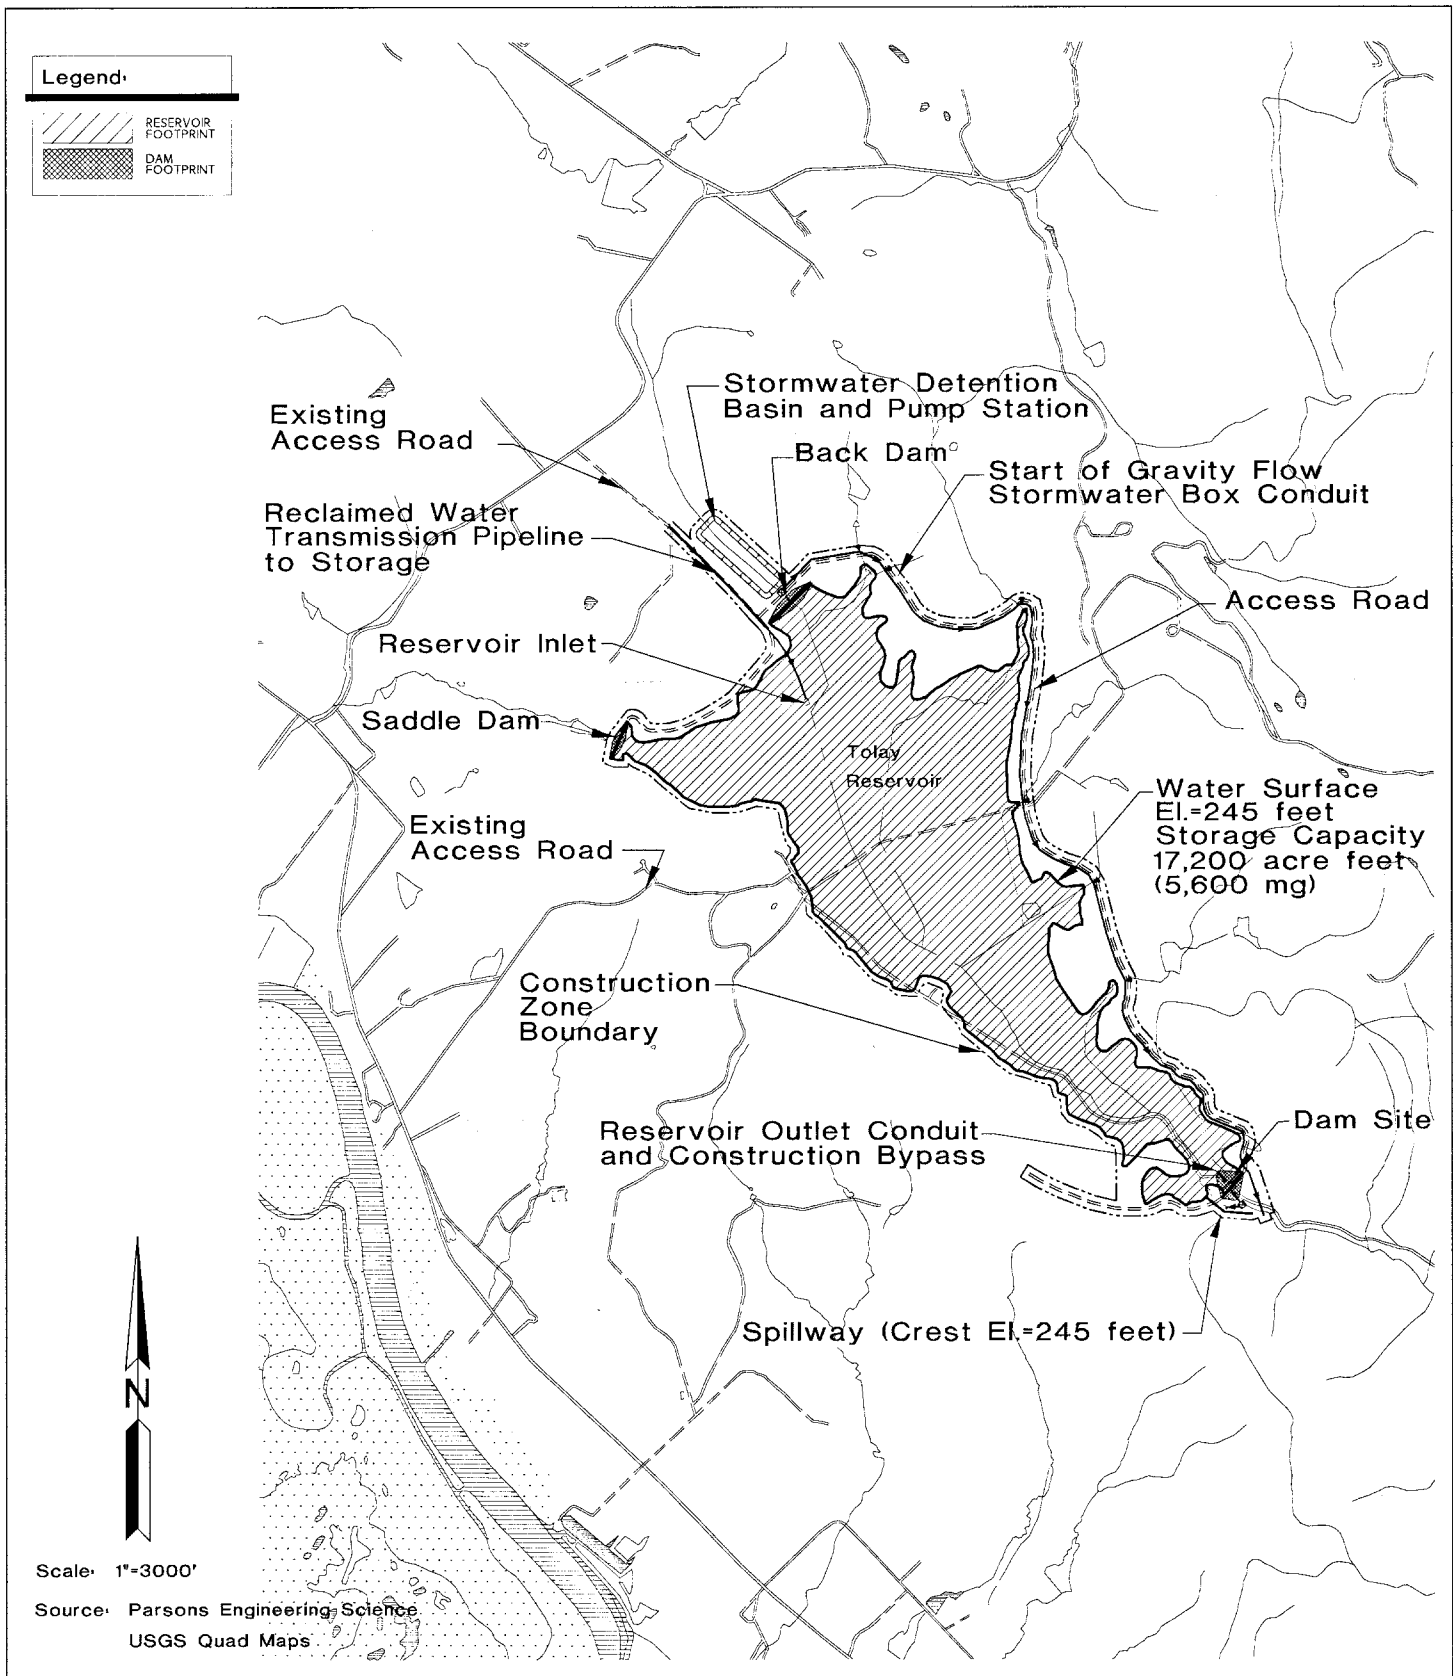 Legend:
RESERVOIR
FOOTPRINT
DAM
FOOTPRINT
Stormwater Detention
Basin and Pump Station
Existing
Access Road
Back Dam
Start of Gravity Flow
Stormwater Box Conduit
Reclaimed Water
Transmission Pipeline
to Storage
Access Road
Reservoir Inlet
Saddle Dam
Tolay
Reservoir
Water Surface
El.=245 feet
Storage Capacity
17,200 acre feet
(5,600 mg)
Existing
Access Road
Construction
Zone
Boundary
Dam Site
Reservoir Outlet Conduit
and Construction Bypass
Spillway (Crest El.=245 feet)
N
Scale: 1"=3000'
Source: Parsons Engineering Science
USGS Quad Maps